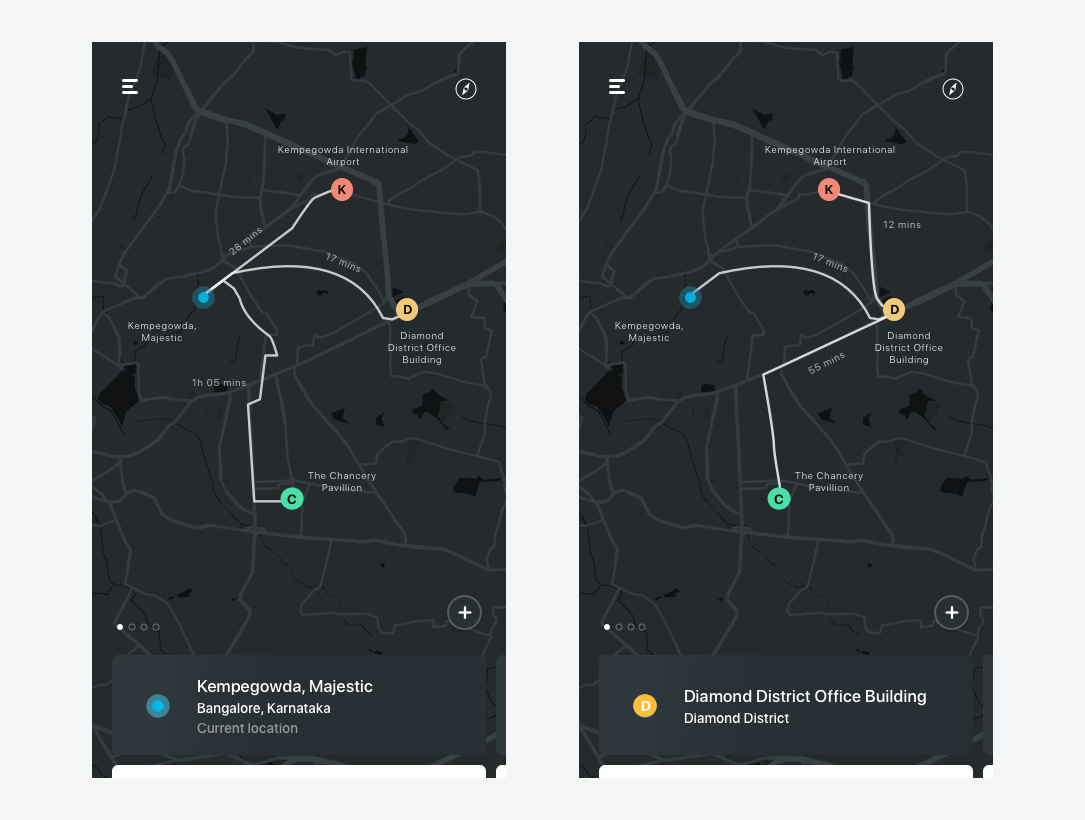 Kempegowda International
Airport
K
28 mins
17 mins
D
Kempegowda,
Majestic
Diamond
District Office
Building
1h 05 mins
The Chancery
Pavillion
C
Kempegowda, Majestic
Bangalore, Karnataka
Current location
Kempegowda International
Airport
K
12 mins
17 mins
D
Kempegowda,
Majestic
Diamond
District Office
Building
55 mins
The Chancery
Pavillion
C
D
Diamond District Office Building
Diamond District